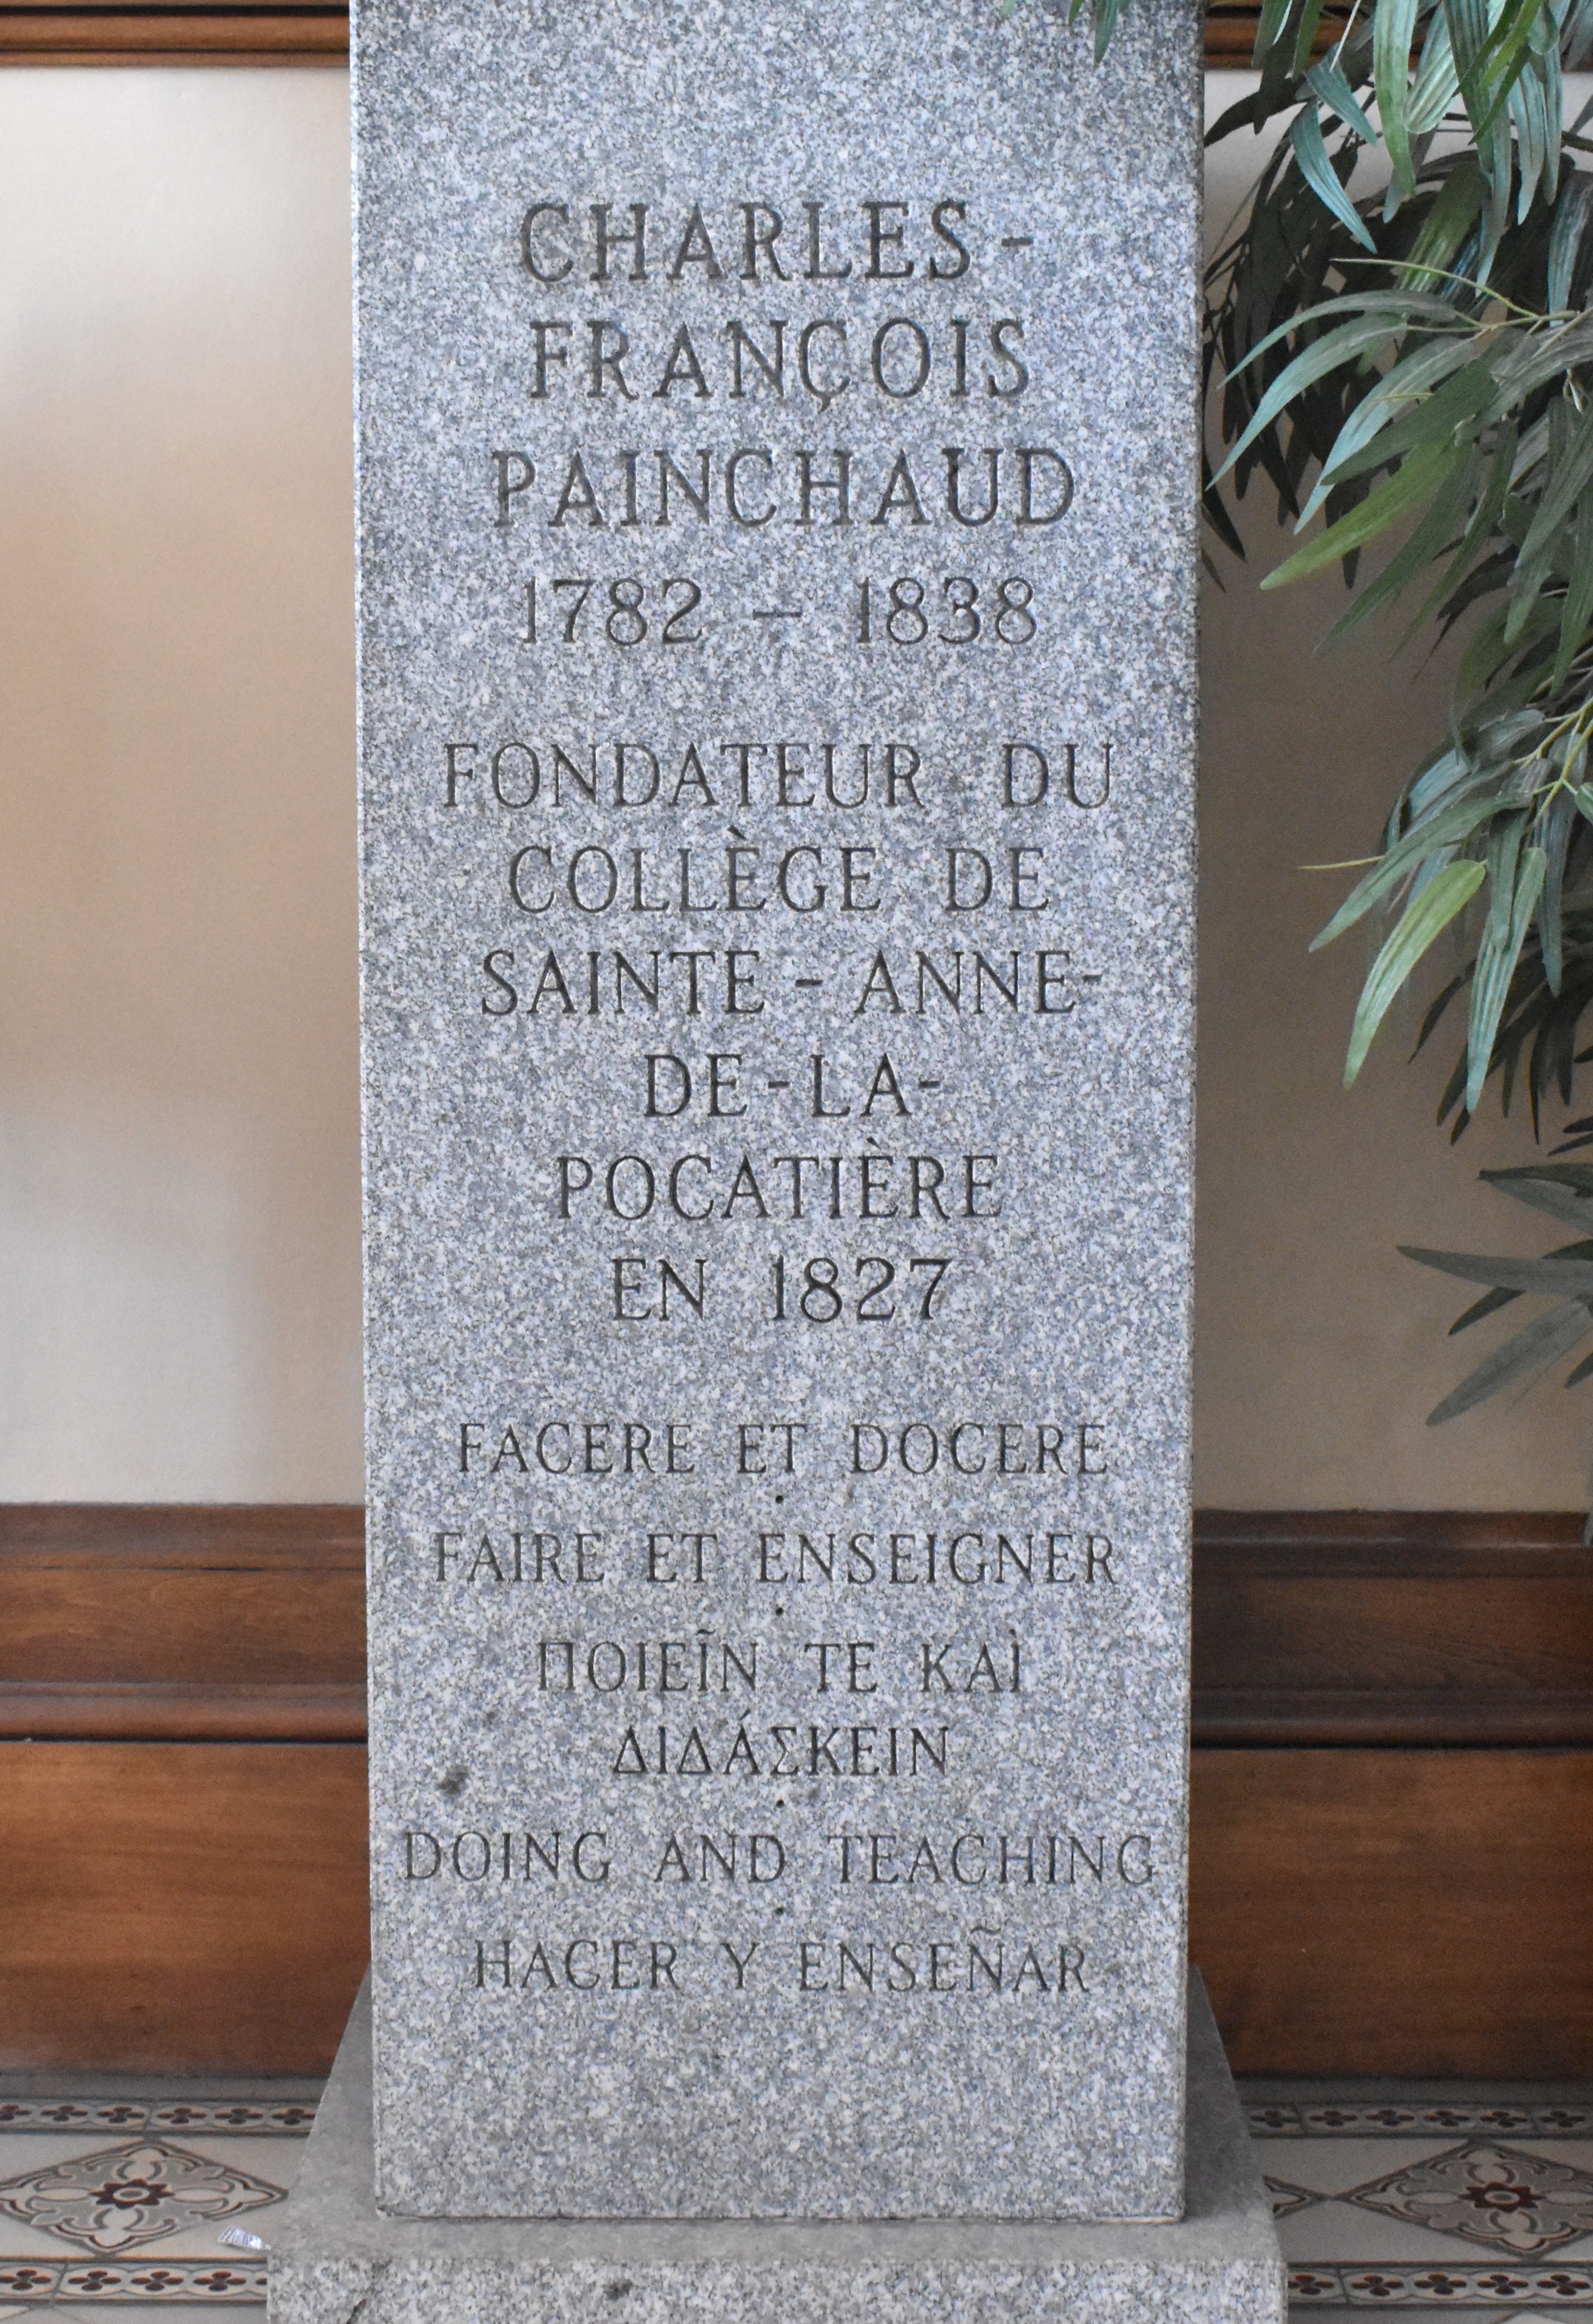 CHARLES-
FRANÇOIS
PAINCHAUD
1782 – 1838
FONDATEUR DU
COLLÈGE DE
SAINTE-ANNE-
DE-LA-
POCATIÈRE
EN 1827
FACERE ET DOCERE
•
FAIRE ET ENSEIGNER
•
ΠΟΙΕῖΝ ΤΕ ΚΑὶ
ΔΙΔΆΣΚΕΙΝ
•
DOING AND TEACHING
•
HACER Y ENSEÑAR